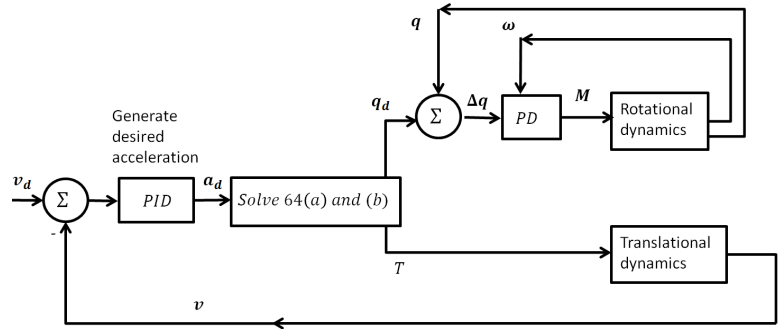 q
ω
q_d
Σ
Δq
PD
M
Rotational
dynamics
Generate
desired
acceleration
v_d
Σ
-
PID
a_d
Solve 64(a) and (b)
T
Translational
dynamics
v